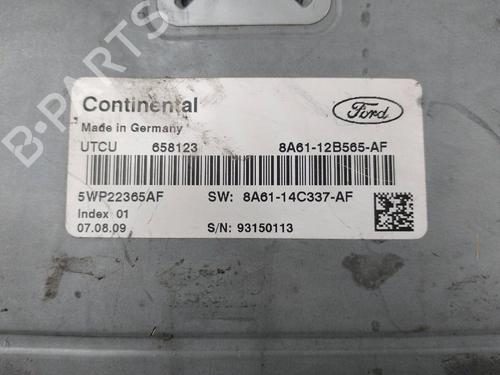 B-PARTS
Continental
Ford
Made in Germany
UTCU 658123 8A61-12B565-AF
5WP22365AF SW: 8A61-14C337-AF
Index 01
07.08.09 S/N: 93150113